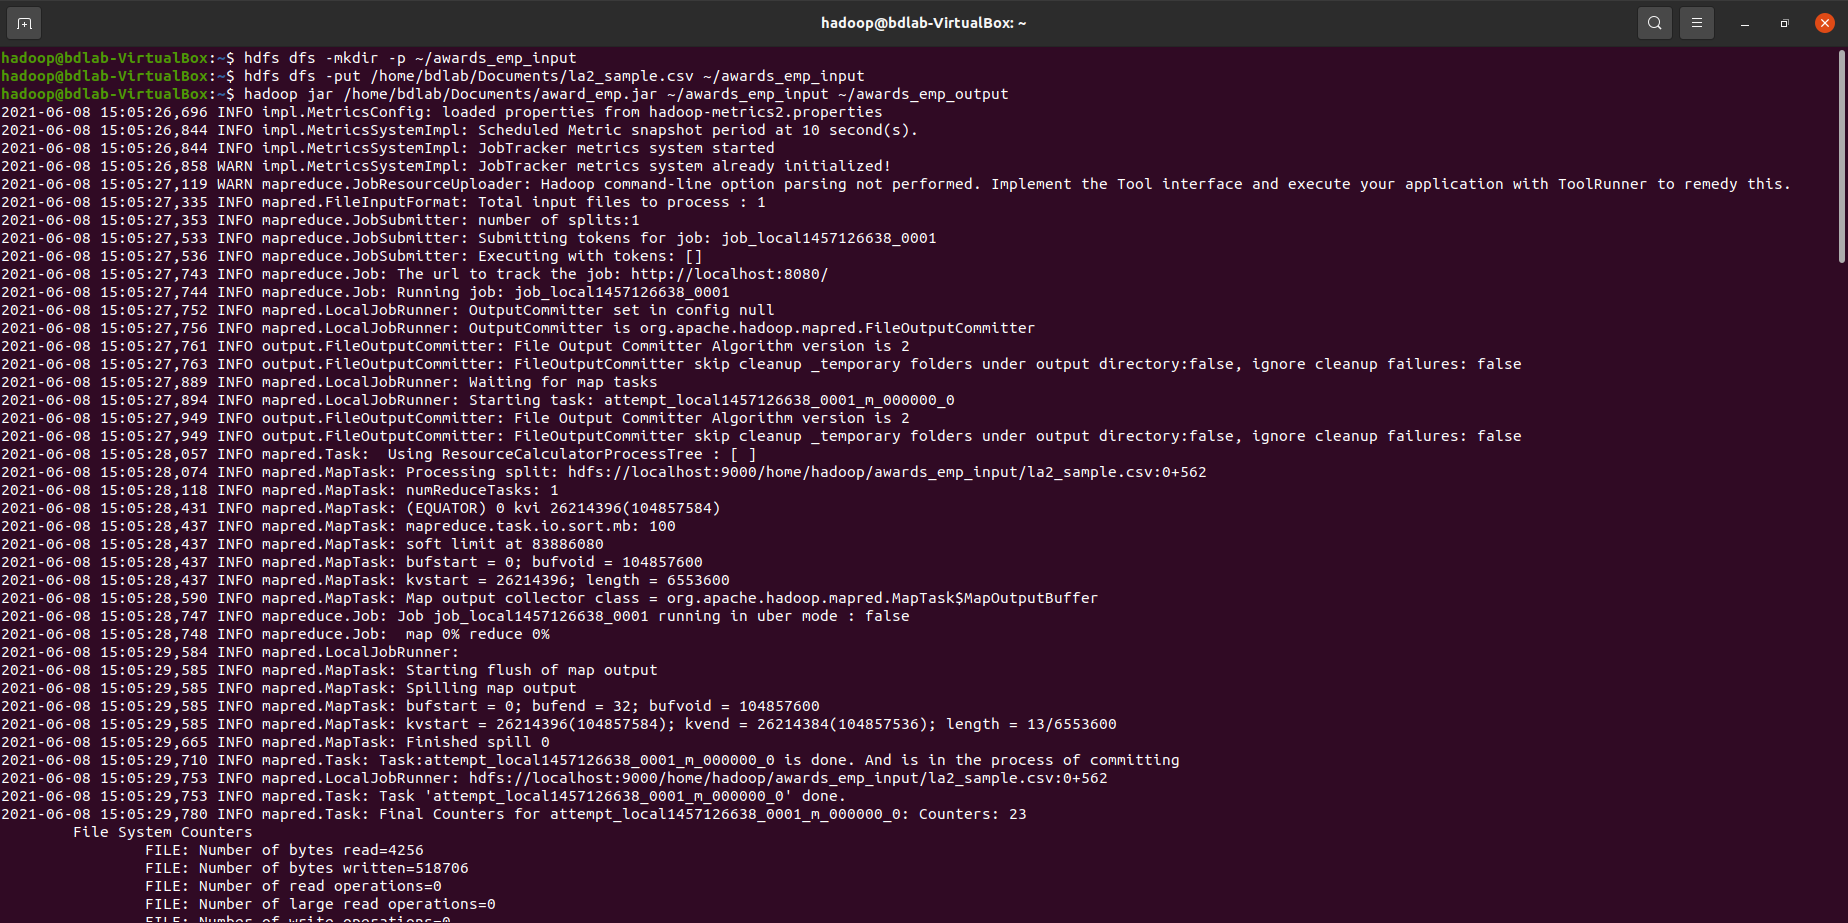 hadoop@bdlab-VirtualBox: ~
hadoop@bdlab-VirtualBox:~$ hdfs dfs -mkdir -p ~/awards_emp_input
hadoop@bdlab-VirtualBox:~$ hdfs dfs -put /home/bdlab/Documents/la2_sample.csv ~/awards_emp_input
hadoop@bdlab-VirtualBox:~$ hadoop jar /home/bdlab/Documents/award_emp.jar ~/awards_emp_input ~/awards_emp_output
2021-06-08 15:05:26,696 INFO impl.MetricsConfig: loaded properties from hadoop-metrics2.properties
2021-06-08 15:05:26,844 INFO impl.MetricsSystemImpl: Scheduled Metric snapshot period at 10 second(s).
2021-06-08 15:05:26,844 INFO impl.MetricsSystemImpl: JobTracker metrics system started
2021-06-08 15:05:26,858 WARN impl.MetricsSystemImpl: JobTracker metrics system already initialized!
2021-06-08 15:05:27,119 WARN mapreduce.JobResourceUploader: Hadoop command-line option parsing not performed. Implement the Tool interface and execute your application with ToolRunner to remedy this.
2021-06-08 15:05:27,335 INFO mapred.FileInputFormat: Total input files to process : 1
2021-06-08 15:05:27,353 INFO mapreduce.JobSubmitter: number of splits:1
2021-06-08 15:05:27,533 INFO mapreduce.JobSubmitter: Submitting tokens for job: job_local1457126638_0001
2021-06-08 15:05:27,536 INFO mapreduce.JobSubmitter: Executing with tokens: []
2021-06-08 15:05:27,743 INFO mapreduce.Job: The url to track the job: http://localhost:8080/
2021-06-08 15:05:27,744 INFO mapreduce.Job: Running job: job_local1457126638_0001
2021-06-08 15:05:27,752 INFO mapred.LocalJobRunner: OutputCommitter set in config null
2021-06-08 15:05:27,756 INFO mapred.LocalJobRunner: OutputCommitter is org.apache.hadoop.mapred.FileOutputCommitter
2021-06-08 15:05:27,761 INFO output.FileOutputCommitter: File Output Committer Algorithm version is 2
2021-06-08 15:05:27,763 INFO output.FileOutputCommitter: FileOutputCommitter skip cleanup _temporary folders under output directory:false, ignore cleanup failures: false
2021-06-08 15:05:27,889 INFO mapred.LocalJobRunner: Waiting for map tasks
2021-06-08 15:05:27,894 INFO mapred.LocalJobRunner: Starting task: attempt_local1457126638_0001_m_000000_0
2021-06-08 15:05:27,949 INFO output.FileOutputCommitter: File Output Committer Algorithm version is 2
2021-06-08 15:05:27,949 INFO output.FileOutputCommitter: FileOutputCommitter skip cleanup _temporary folders under output directory:false, ignore cleanup failures: false
2021-06-08 15:05:28,057 INFO mapred.Task:  Using ResourceCalculatorProcessTree : [ ]
2021-06-08 15:05:28,074 INFO mapred.MapTask: Processing split: hdfs://localhost:9000/home/hadoop/awards_emp_input/la2_sample.csv:0+562
2021-06-08 15:05:28,118 INFO mapred.MapTask: numReduceTasks: 1
2021-06-08 15:05:28,431 INFO mapred.MapTask: (EQUATOR) 0 kvi 26214396(104857584)
2021-06-08 15:05:28,437 INFO mapred.MapTask: mapreduce.task.io.sort.mb: 100
2021-06-08 15:05:28,437 INFO mapred.MapTask: soft limit at 83886080
2021-06-08 15:05:28,437 INFO mapred.MapTask: bufstart = 0; bufvoid = 104857600
2021-06-08 15:05:28,437 INFO mapred.MapTask: kvstart = 26214396; length = 6553600
2021-06-08 15:05:28,590 INFO mapred.MapTask: Map output collector class = org.apache.hadoop.mapred.MapTask$MapOutputBuffer
2021-06-08 15:05:28,747 INFO mapreduce.Job: Job job_local1457126638_0001 running in uber mode : false
2021-06-08 15:05:28,748 INFO mapreduce.Job:  map 0% reduce 0%
2021-06-08 15:05:29,584 INFO mapred.LocalJobRunner:
2021-06-08 15:05:29,585 INFO mapred.MapTask: Starting flush of map output
2021-06-08 15:05:29,585 INFO mapred.MapTask: Spilling map output
2021-06-08 15:05:29,585 INFO mapred.MapTask: bufstart = 0; bufend = 32; bufvoid = 104857600
2021-06-08 15:05:29,585 INFO mapred.MapTask: kvstart = 26214396(104857584); kvend = 26214384(104857536); length = 13/6553600
2021-06-08 15:05:29,665 INFO mapred.MapTask: Finished spill 0
2021-06-08 15:05:29,710 INFO mapred.Task: Task:attempt_local1457126638_0001_m_000000_0 is done. And is in the process of committing
2021-06-08 15:05:29,753 INFO mapred.LocalJobRunner: hdfs://localhost:9000/home/hadoop/awards_emp_input/la2_sample.csv:0+562
2021-06-08 15:05:29,753 INFO mapred.Task: Task 'attempt_local1457126638_0001_m_000000_0' done.
2021-06-08 15:05:29,780 INFO mapred.Task: Final Counters for attempt_local1457126638_0001_m_000000_0: Counters: 23
File System Counters
FILE: Number of bytes read=4256
FILE: Number of bytes written=518706
FILE: Number of read operations=0
FILE: Number of large read operations=0
FILE: Number of write operations=0